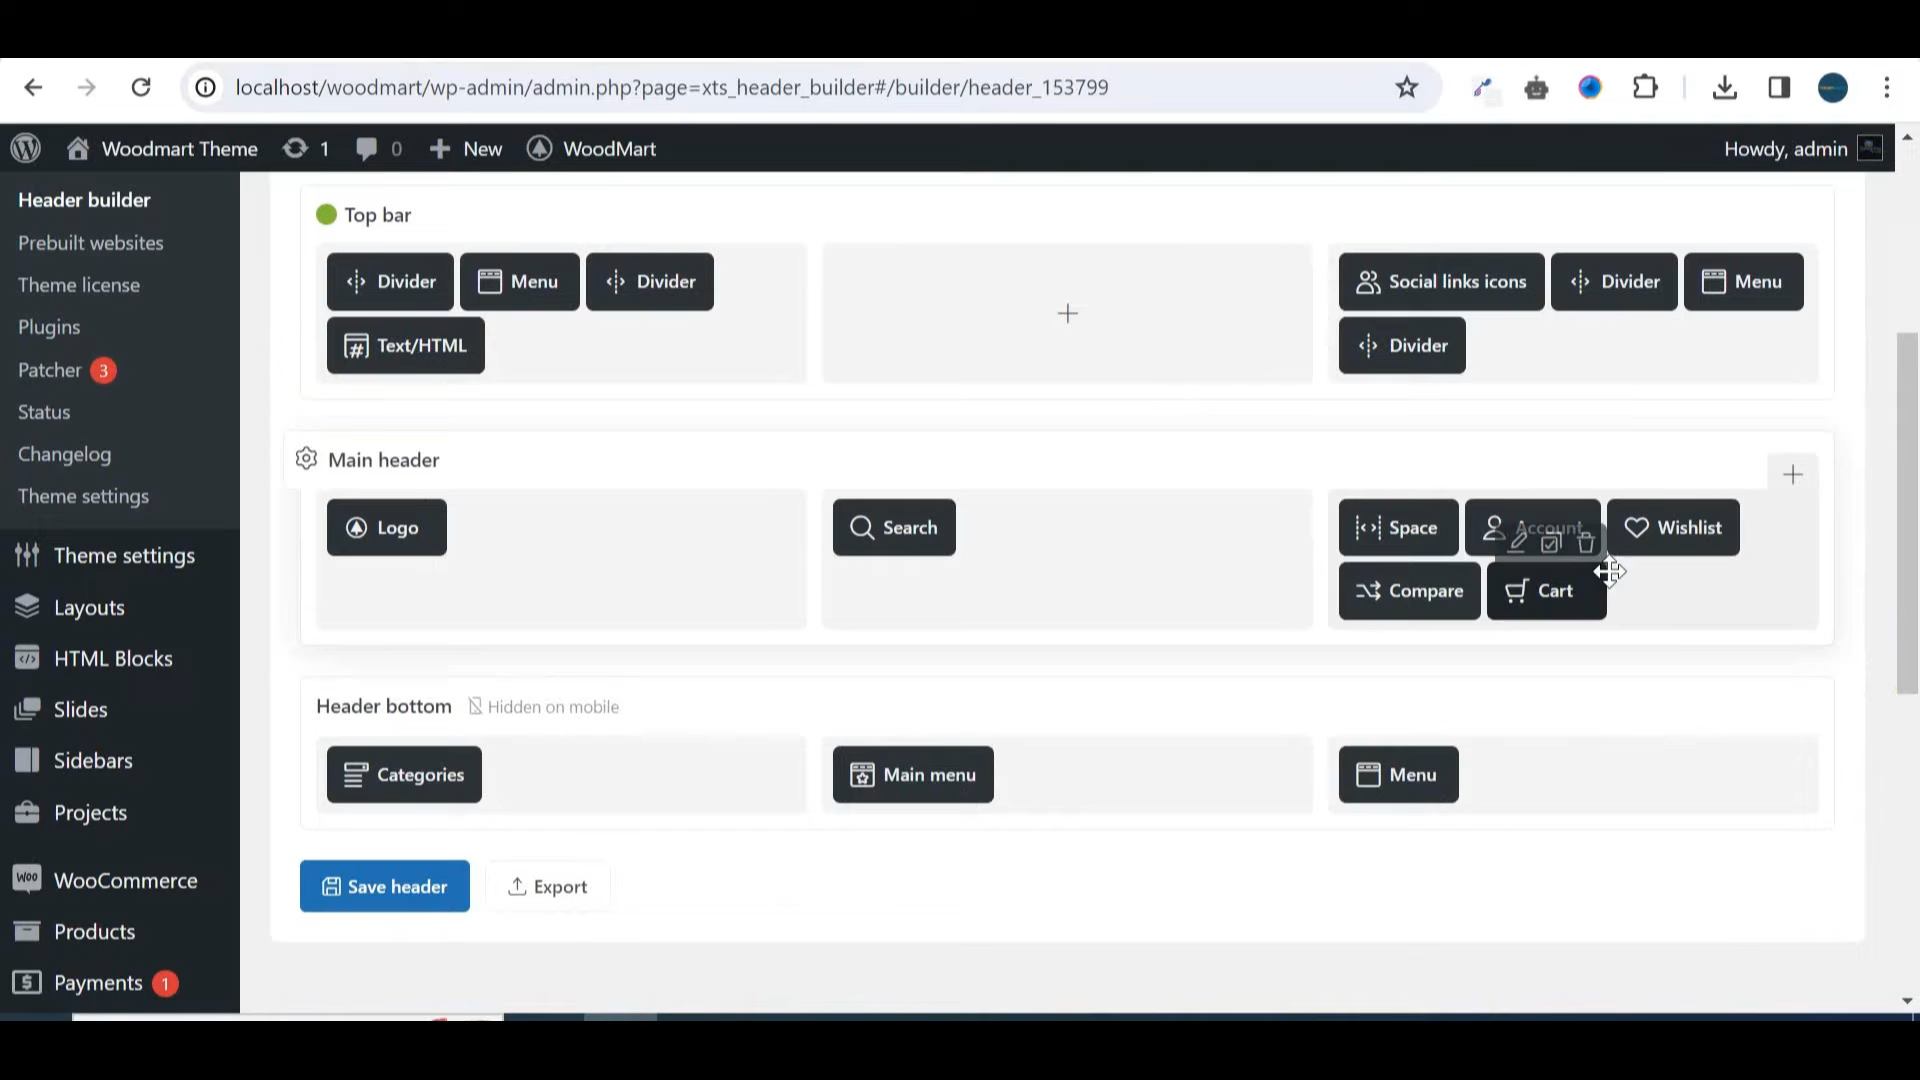 localhost/woodmart/wp-admin/admin.php?page=xts_header_builder#/builder/header_153799
Woodmart Theme 1 0 New WoodMart Howdy, admin
Header builder
Prebuilt websites
Theme license
Plugins
Patcher 3
Status
Changelog
Theme settings
Theme settings
Layouts
HTML Blocks
Slides
Sidebars
Projects
WooCommerce
Products
Payments 1
Top bar
Divider Menu Divider
Text/HTML
Social links icons Divider Menu
Divider
Main header
Logo
Search
Space Account Wishlist
Compare Cart
Header bottom Hidden on mobile
Categories
Main menu
Menu
Save header Export